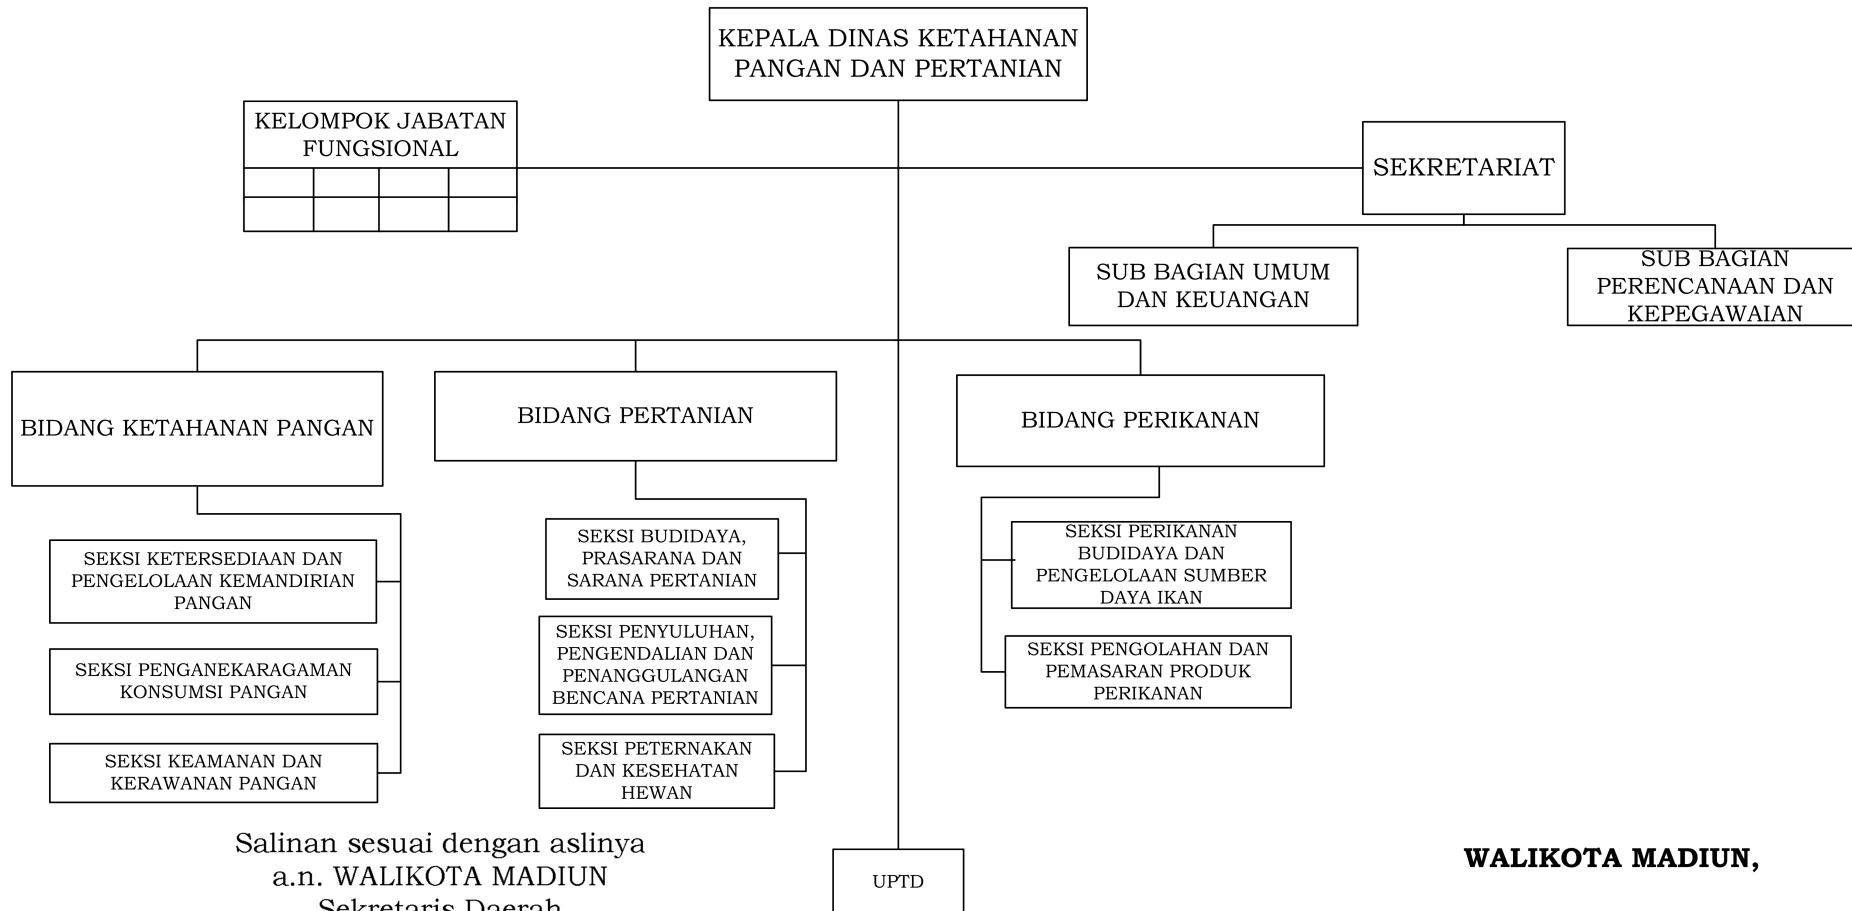 KEPALA DINAS KETAHANAN
PANGAN DAN PERTANIAN
KELOMPOK JABATAN
FUNGSIONAL
SEKRETARIAT
SUB BAGIAN UMUM
DAN KEUANGAN
SUB BAGIAN
PERENCANAAN DAN
KEPEGAWAIAN
BIDANG KETAHANAN PANGAN
BIDANG PERTANIAN
BIDANG PERIKANAN
SEKSI KETERSEDIAAN DAN
PENGELOLAAN KEMANDIRIAN
PANGAN
SEKSI PENGANEKARAGAMAN
KONSUMSI PANGAN
SEKSI KEAMANAN DAN
KERAWANAN PANGAN
SEKSI BUDIDAYA,
PRASARANA DAN
SARANA PERTANIAN
SEKSI PENYULUHAN,
PENGENDALIAN DAN
PENANGGULANGAN
BENCANA PERTANIAN
SEKSI PETERNAKAN
DAN KESEHATAN
HEWAN
SEKSI PERIKANAN
BUDIDAYA DAN
PENGELOLAAN SUMBER
DAYA IKAN
SEKSI PENGOLAHAN DAN
PEMASARAN PRODUK
PERIKANAN
UPTD
Salinan sesuai dengan aslinya
a.n. WALIKOTA MADIUN
Sekretaris Daerah
WALIKOTA MADIUN,